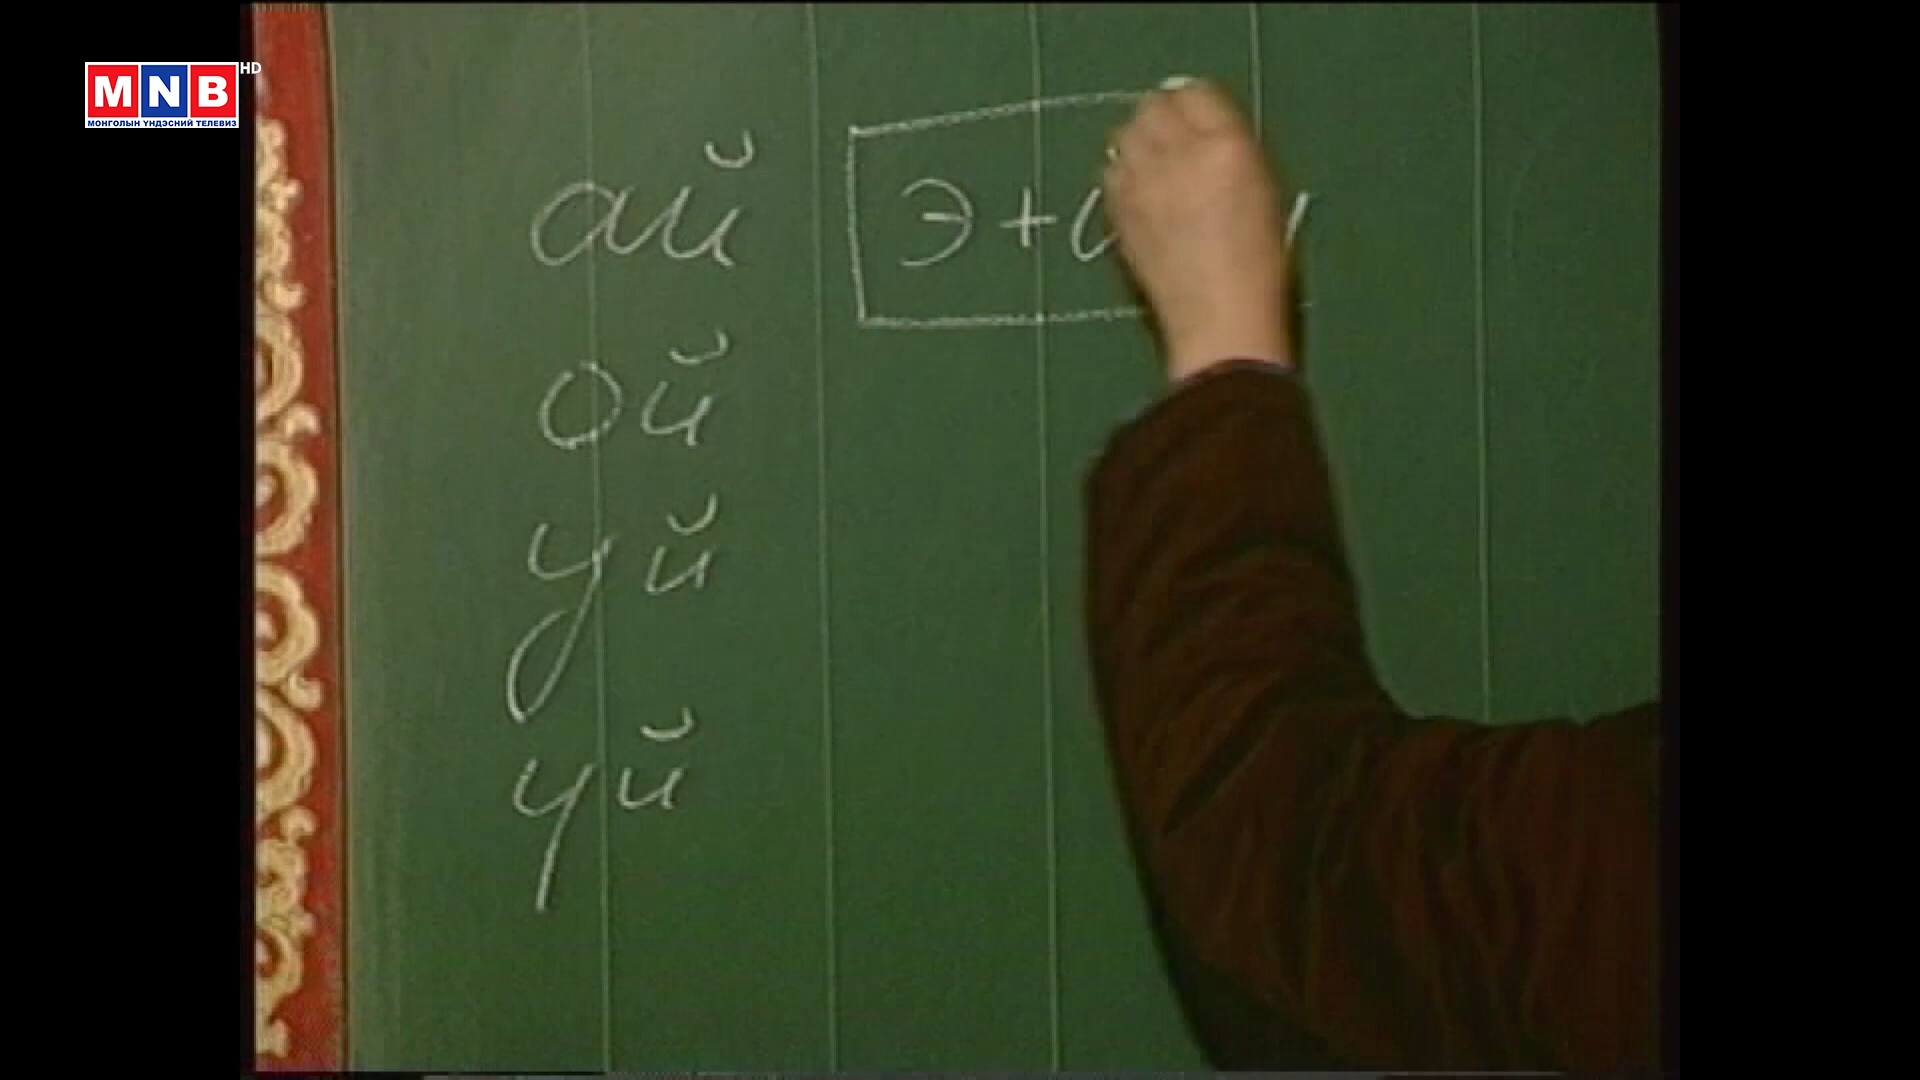 MNB HD
МОНГОЛЫН ҮНДЭСНИЙ ТЕЛЕВИЗ
ай
ой
уй
үй
э +